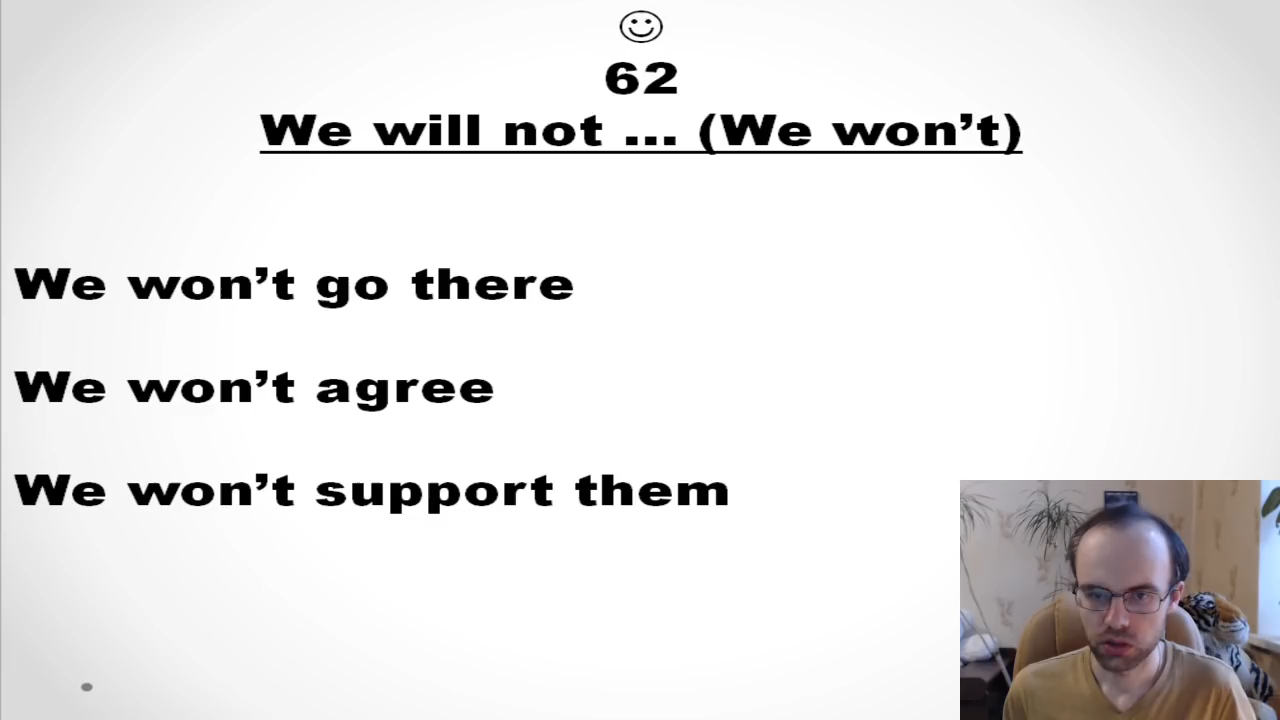 62
We will not ... (We won’t)
We won’t go there
We won’t agree
We won’t support them